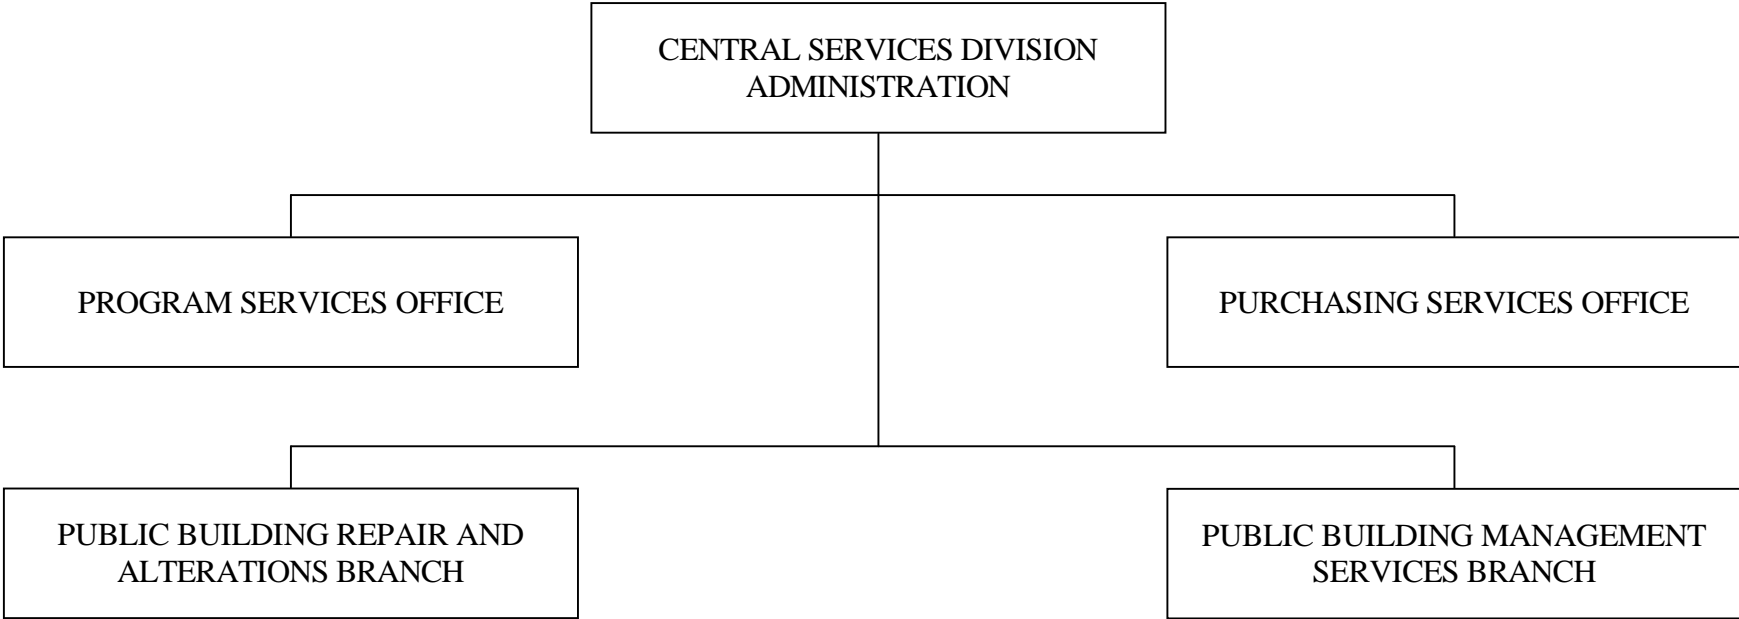 CENTRAL SERVICES DIVISION
ADMINISTRATION
PROGRAM SERVICES OFFICE
PURCHASING SERVICES OFFICE
PUBLIC BUILDING REPAIR AND
ALTERATIONS BRANCH
PUBLIC BUILDING MANAGEMENT
SERVICES BRANCH